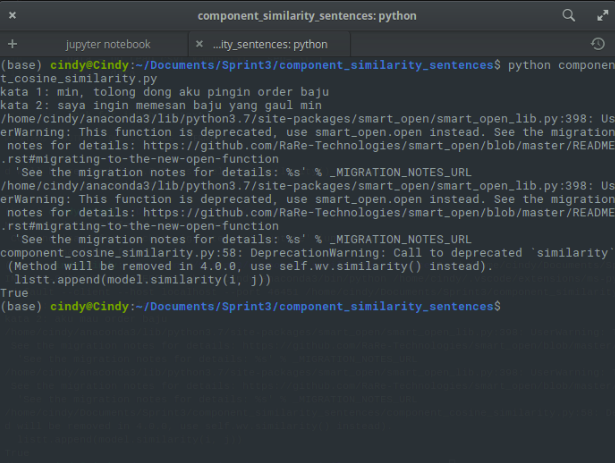 component_similarity_sentences: python
jupyter notebook
...ity_sentences: python
(base) cindy@Cindy:~/Documents/Sprint3/component_similarity_sentences$ python componen
t_cosine_similarity.py
kata 1: min, tolong dong aku pingin order baju
kata 2: saya ingin memesan baju yang gaul min
/home/cindy/anaconda3/lib/python3.7/site-packages/smart_open/smart_open_lib.py:398: Us
erWarning: This function is deprecated, use smart_open.open instead. See the migration
 notes for details: https://github.com/RaRe-Technologies/smart_open/blob/master/README
.rst#migrating-to-the-new-open-function
  'See the migration notes for details: %s' % _MIGRATION_NOTES_URL
/home/cindy/anaconda3/lib/python3.7/site-packages/smart_open/smart_open_lib.py:398: Us
erWarning: This function is deprecated, use smart_open.open instead. See the migration
 notes for details: https://github.com/RaRe-Technologies/smart_open/blob/master/README
.rst#migrating-to-the-new-open-function
  'See the migration notes for details: %s' % _MIGRATION_NOTES_URL
component_cosine_similarity.py:58: DeprecationWarning: Call to deprecated `similarity`
 (Method will be removed in 4.0.0, use self.wv.similarity() instead).
  listt.append(model.similarity(i, j))
True
(base) cindy@Cindy:~/Documents/Sprint3/component_similarity_sentences$